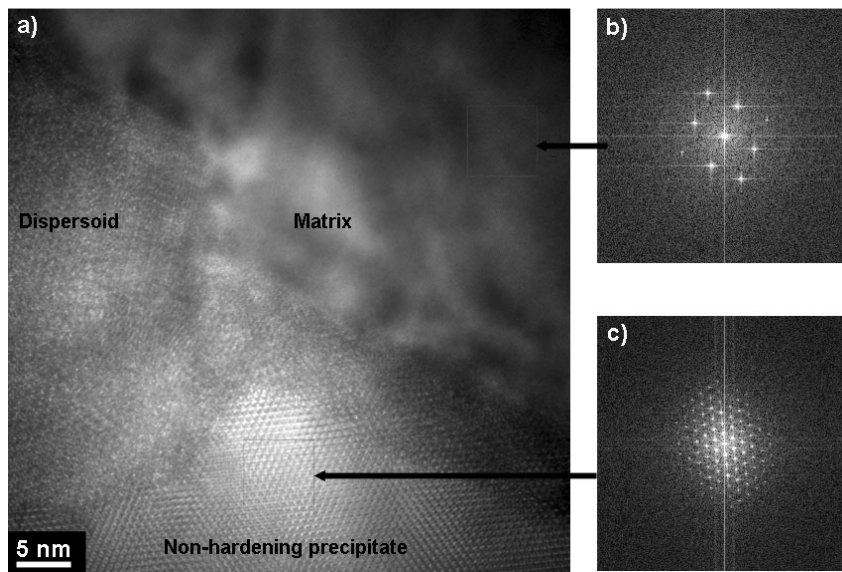 a)
b)
Dispersoid
Matrix
c)
5 nm
Non-hardening precipitate